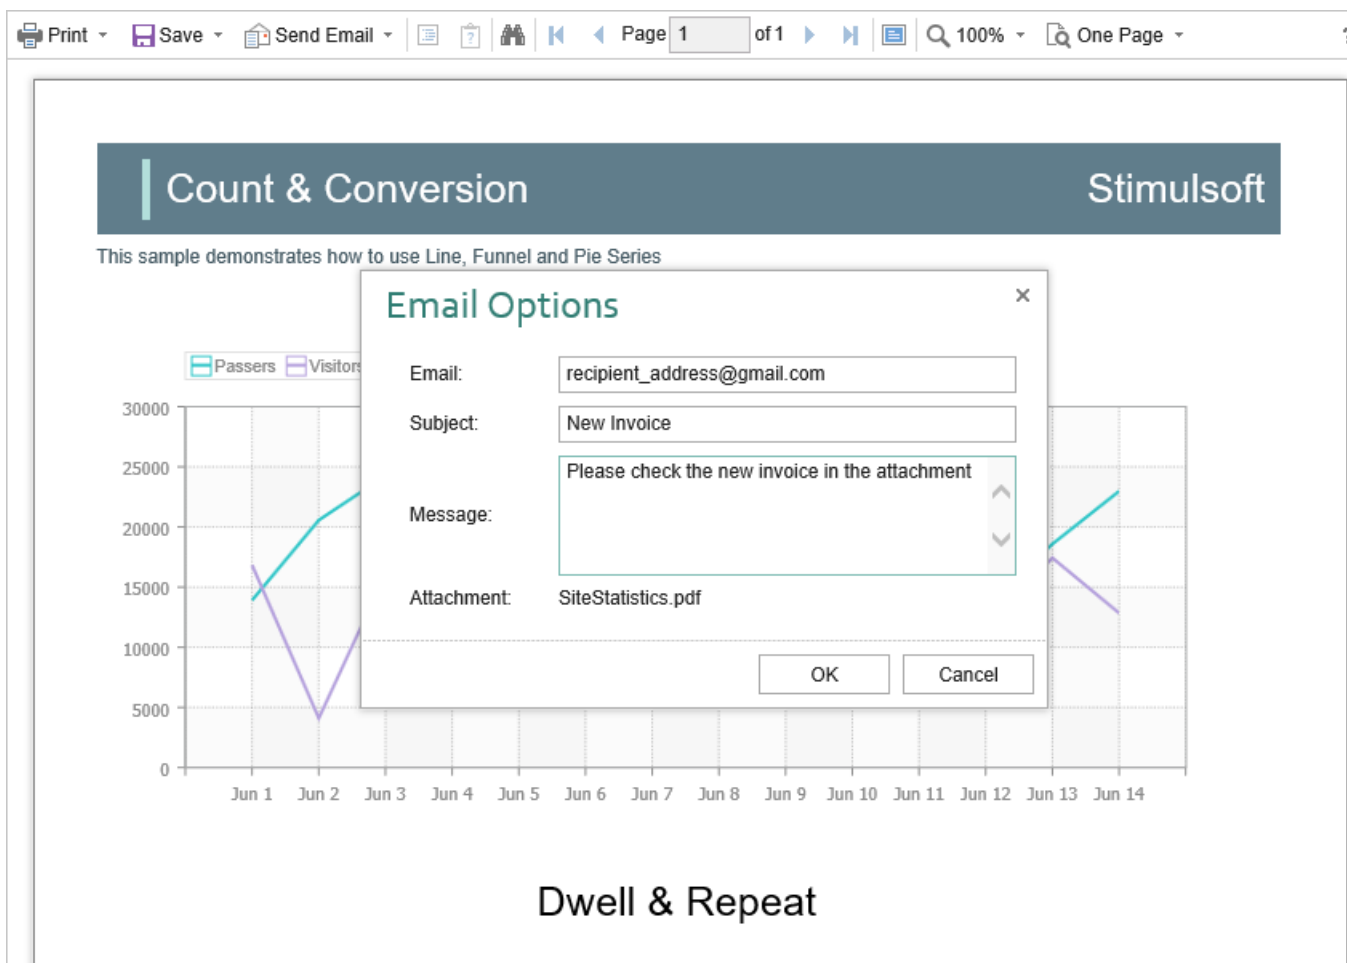 Print Save Send Email Page 1 of 1 100% One Page
Count & Conversion Stimulsoft
This sample demonstrates how to use Line, Funnel and Pie Series
Email Options
Passers Visitors
Email: recipient_address@gmail.com
Subject: New Invoice
Message: Please check the new invoice in the attachment
Attachment: SiteStatistics.pdf
OK Cancel
30000
25000
20000
15000
10000
5000
0
Jun 1 Jun 2 Jun 3 Jun 4 Jun 5 Jun 6 Jun 7 Jun 8 Jun 9 Jun 10 Jun 11 Jun 12 Jun 13 Jun 14
Dwell & Repeat